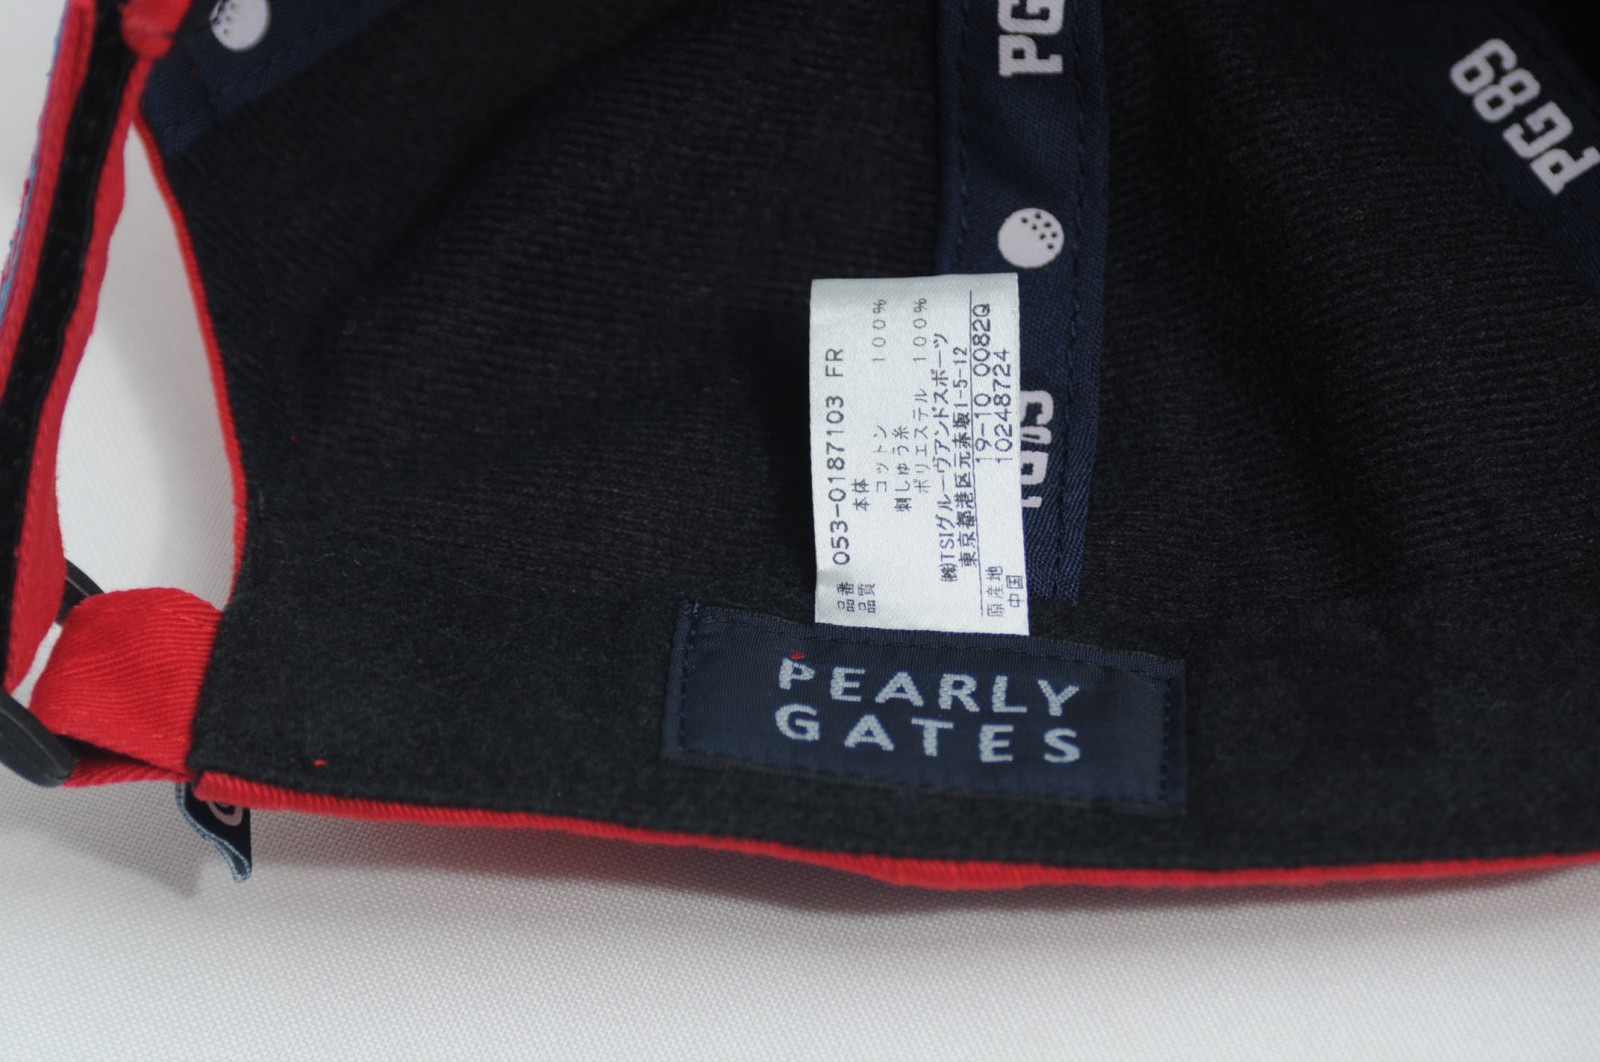 PG
PG89
品番 053-0187103 FR
品質 本体
コットン 100%
刺しゅう糸
ポリエステル 100%
㈱TSIグルーヴアンドスポーツ
東京都港区元赤坂1-5-12
原産地 19-10 0082Q
中国 10248724
PEARLY
GATES